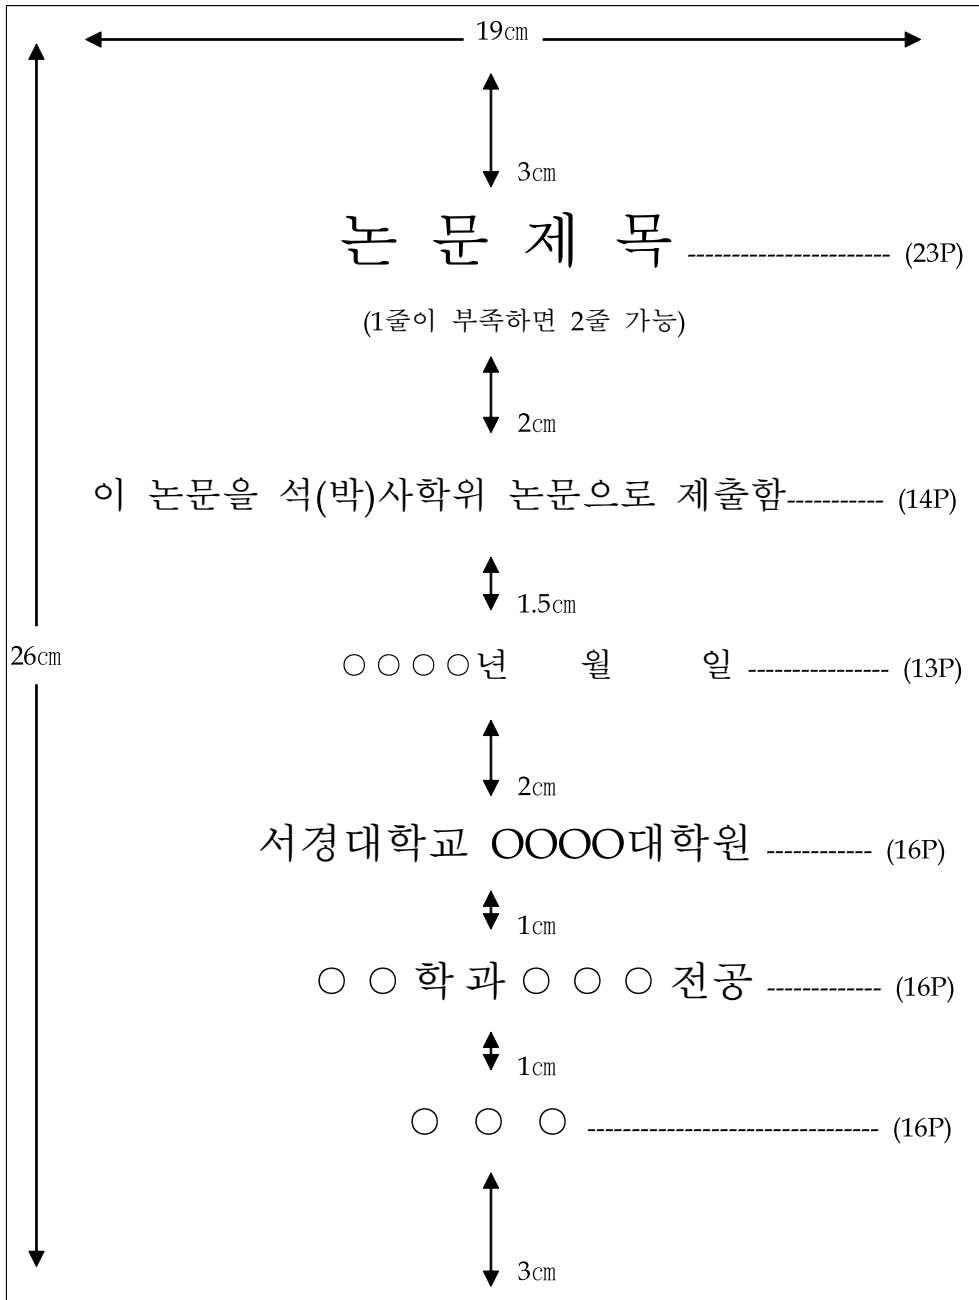 19㎝
3㎝
논 문 제 목 ----------------------- (23P)
(1줄이 부족하면 2줄 가능)
2㎝
이 논문을 석(박)사학위 논문으로 제출함----------- (14P)
1.5㎝
26㎝
○○○○년 월 일 ---------------- (13P)
2㎝
서경대학교 OOOO대학원 ------------ (16P)
1㎝
○ ○ 학과 ○ ○ ○ 전공 ------------- (16P)
1㎝
○ ○ ○ --------------------------------- (16P)
3㎝